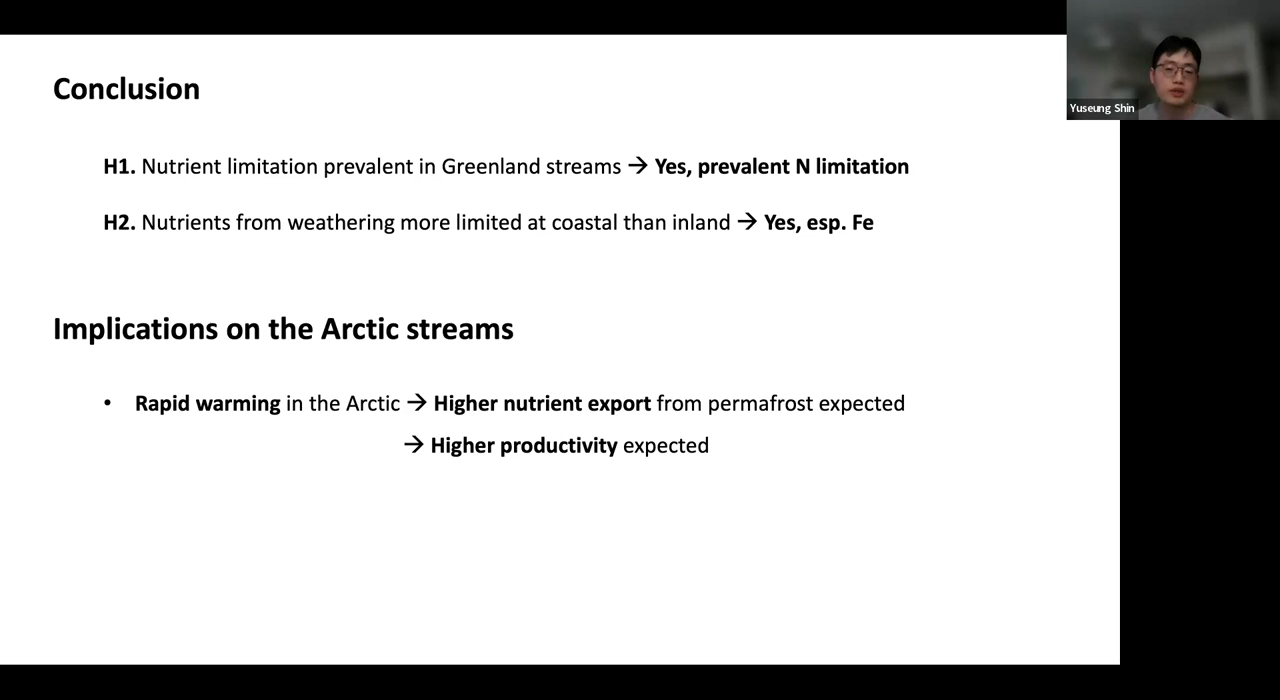 Conclusion
H1. Nutrient limitation prevalent in Greenland streams → Yes, prevalent N limitation
H2. Nutrients from weathering more limited at coastal than inland → Yes, esp. Fe
Implications on the Arctic streams
• Rapid warming in the Arctic → Higher nutrient export from permafrost expected
→ Higher productivity expected
Yuseung Shin